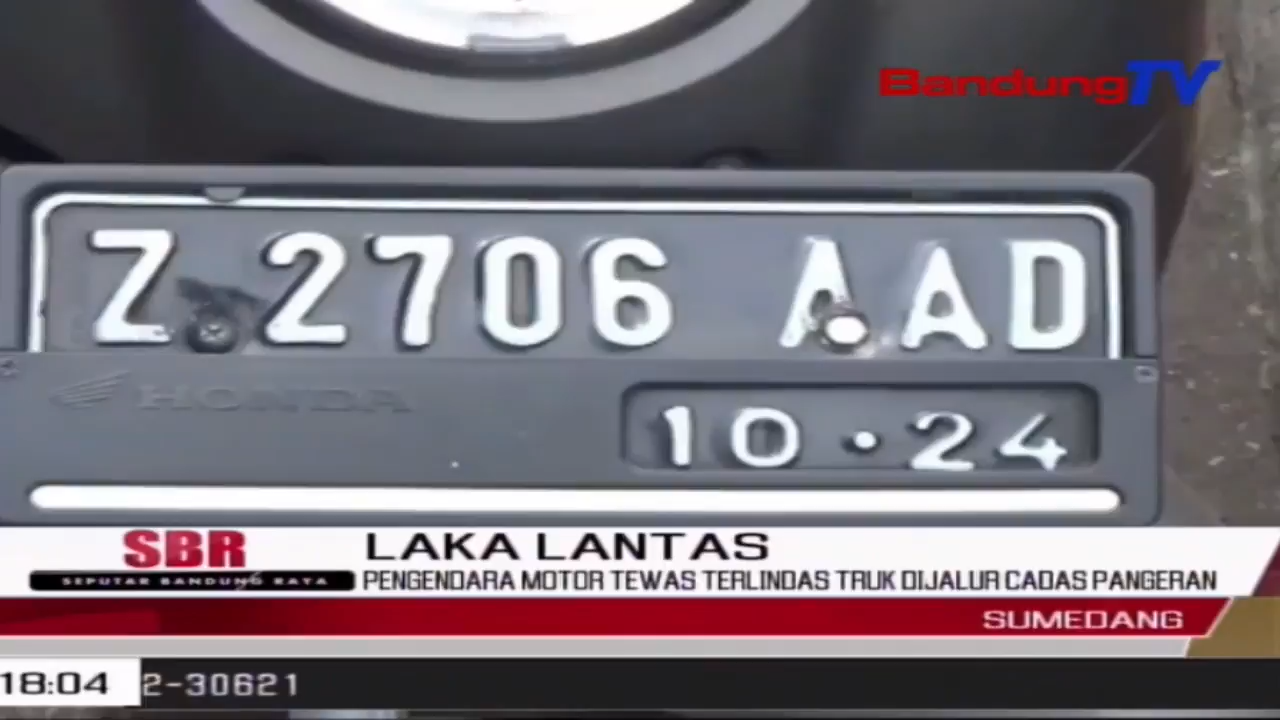 BandungTV
Z 2706 AAD
HONDA
10 • 24
SBR
SEPUTAR BANDUNG RAYA
LAKA LANTAS
PENGENDARA MOTOR TEWAS TERLINDAS TRUK DIJALUR CADAS PANGERAN
SUMEDANG
18:04
2-30621